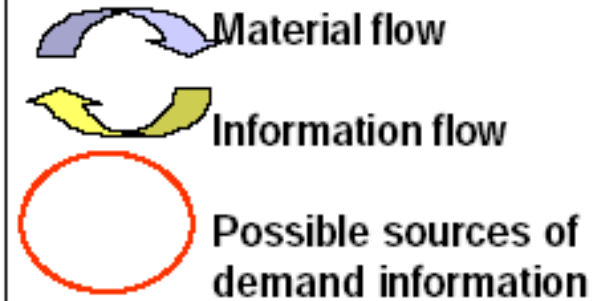 Material flow
Information flow
Possible sources of
demand information